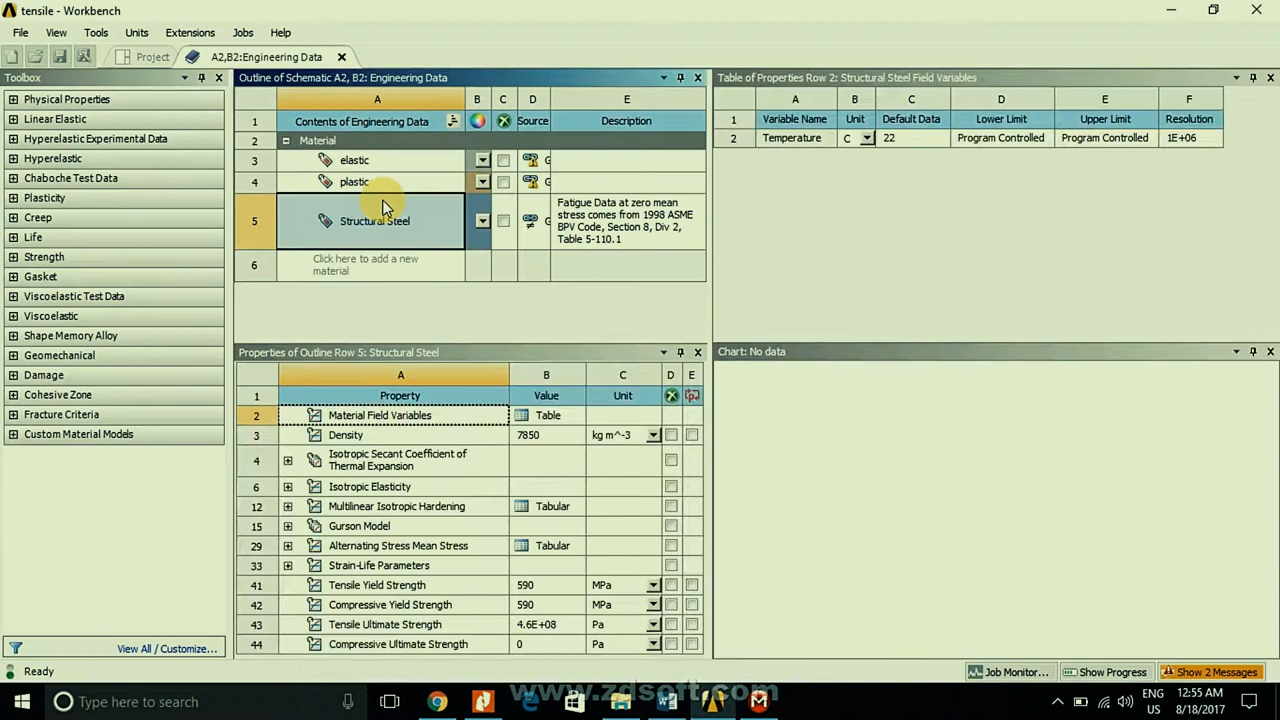 tensile - Workbench
File View Tools Units Extensions Jobs Help
Project A2,B2:Engineering Data
Toolbox
Physical Properties
Linear Elastic
Hyperelastic Experimental Data
Hyperelastic
Chaboche Test Data
Plasticity
Creep
Life
Strength
Gasket
Viscoelastic Test Data
Viscoelastic
Shape Memory Alloy
Geomechanical
Damage
Cohesive Zone
Fracture Criteria
Custom Material Models
View All / Customize...
Outline of Schematic A2, B2: Engineering Data
A B C D E
1 Contents of Engineering Data Source Description
2 Material
3 elastic G
4 plastic G
5 Structural Steel G
Fatigue Data at zero mean
stress comes from 1998 ASME
BPV Code, Section 8, Div 2,
Table 5-110.1
6 Click here to add a new
material
Properties of Outline Row 5: Structural Steel
A B C D E
1 Property Value Unit
2 Material Field Variables Table
3 Density 7850 kg m^-3
4 Isotropic Secant Coefficient of
Thermal Expansion
6 Isotropic Elasticity
12 Multilinear Isotropic Hardening Tabular
15 Gurson Model
29 Alternating Stress Mean Stress Tabular
33 Strain-Life Parameters
41 Tensile Yield Strength 590 MPa
42 Compressive Yield Strength 590 MPa
43 Tensile Ultimate Strength 4.6E+08 Pa
44 Compressive Ultimate Strength 0 Pa
Table of Properties Row 2: Structural Steel Field Variables
A B C D E F
1 Variable Name Unit Default Data Lower Limit Upper Limit Resolution
2 Temperature C 22 Program Controlled Program Controlled 1E+06
Chart: No data
Ready
Job Monitor... Show Progress Show 2 Messages
Type here to search
www.zdsoft.com
ENG
US
12:55 AM
8/18/2017